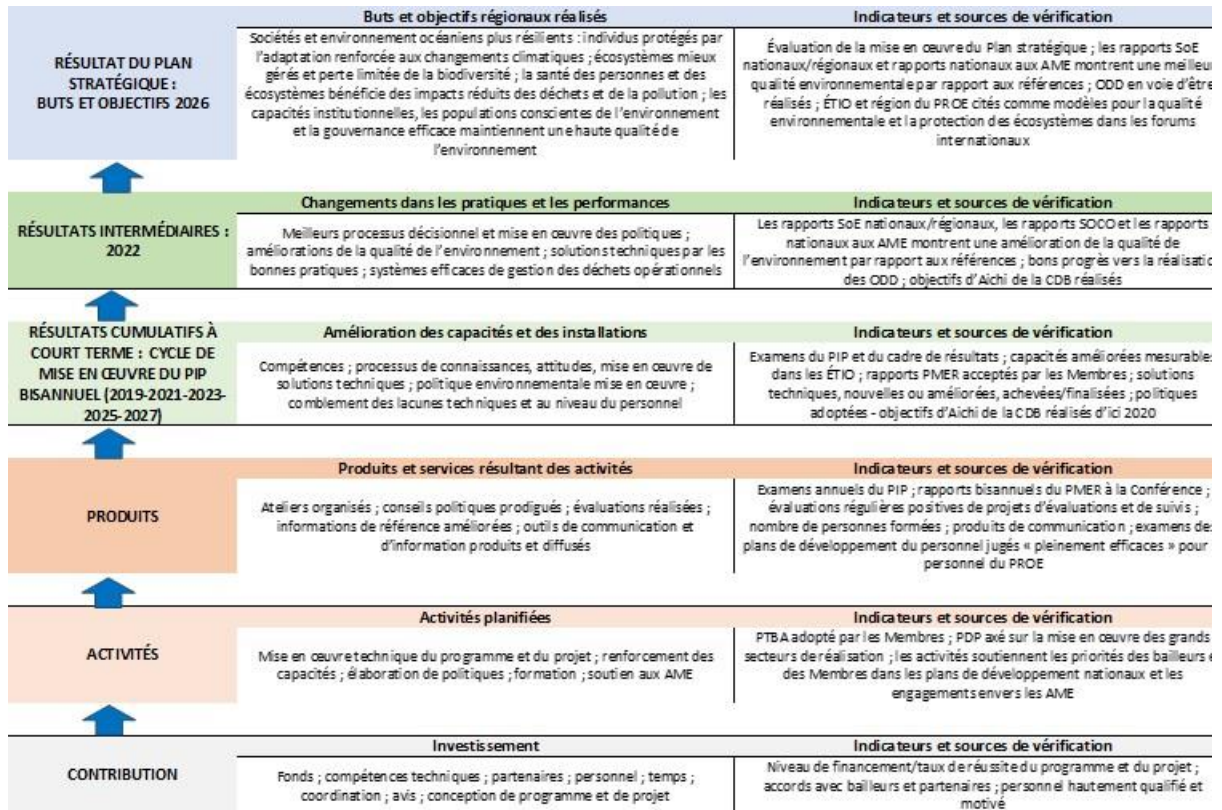 RÉSULTAT DU PLAN
STRATÉGIQUE :
BUTS ET OBJECTIFS 2026
Buts et objectifs régionaux réalisés
Sociétés et environnement océaniens plus résilients : individus protégés par
l'adaptation renforcée aux changements climatiques ; écosystèmes mieux
gérés et perte limitée de la biodiversité ; la santé des personnes et des
écosystèmes bénéficie des impacts réduits des déchets et de la pollution ; les
capacités institutionnelles, les populations conscientes de l'environnement
et la gouvernance efficace maintiennent une haute qualité de
l'environnement
Indicateurs et sources de vérification
Évaluation de la mise en œuvre du Plan stratégique ; les rapports SoE
nationaux/régionaux et rapports nationaux aux AME montrent une meilleur
qualité environnementale par rapport aux références ; ODD en voie d'être
réalisés ; ÉTIO et région du PROE cités comme modèles pour la qualité
environnementale et la protection des écosystèmes dans les forums
internationaux
RÉSULTATS INTERMÉDIAIRES :
2022
Changements dans les pratiques et les performances
Meilleurs processus décisionnel et mise en œuvre des politiques ;
améliorations de la qualité de l'environnement ; solutions techniques par les
bonnes pratiques ; systèmes efficaces de gestion des déchets opérationnels
Indicateurs et sources de vérification
Les rapports SoE nationaux/régionaux, les rapports SOCO et les rapports
nationaux aux AME montrent une amélioration de la qualité de
l'environnement par rapport aux références ; bons progrès vers la réalisatio
des ODD ; objectifs d'Aichi de la CDB réalisés
RÉSULTATS CUMULATIFS À
COURT TERME : CYCLE DE
MISE EN ŒUVRE DU PIP
BISANNUEL (2019-2021-2023-
2025-2027)
Amélioration des capacités et des installations
Compétences ; processus de connaissances, attitudes, mise en œuvre de
solutions techniques ; politique environnementale mise en œuvre ;
comblement des lacunes techniques et au niveau du personnel
Indicateurs et sources de vérification
Examens du PIP et du cadre de résultats ; capacités améliorées mesurables
dans les ÉTIO ; rapports PMER acceptés par les Membres ; solutions
techniques, nouvelles ou améliorées, achevées/finalisées ; politiques
adoptées - objectifs d'Aichi de la CDB réalisés d'ici 2020
PRODUITS
Produits et services résultant des activités
Ateliers organisés ; conseils politiques prodigués ; évaluations réalisées ;
informations de référence améliorées ; outils de communication et
d'information produits et diffusés
Indicateurs et sources de vérification
Examens annuels du PIP ; rapports bisannuels du PMER à la Conférence ;
évaluations régulières positives de projets d'évaluations et de suivis ;
nombre de personnes formées ; produits de communication ; examens de
plans de développement du personnel jugés « pleinement efficaces » pour
personnel du PROE
ACTIVITÉS
Activités planifiées
Mise en œuvre technique du programme et du projet ; renforcement des
capacités ; élaboration de politiques ; formation ; soutien aux AME
Indicateurs et sources de vérification
PTBA adopté par les Membres ; PDP axé sur la mise en œuvre des grands
secteurs de réalisation ; les activités soutiennent les priorités des bailleurs e
des Membres dans les plans de développement nationaux et les
engagements envers les AME
CONTRIBUTION
Investissement
Fonds ; compétences techniques ; partenaires ; personnel ; temps ;
coordination ; avis ; conception de programme et de projet
Indicateurs et sources de vérification
Niveau de financement/taux de réussite du programme et du projet ;
accords avec bailleurs et partenaires ; personnel hautement qualifié et
motivé